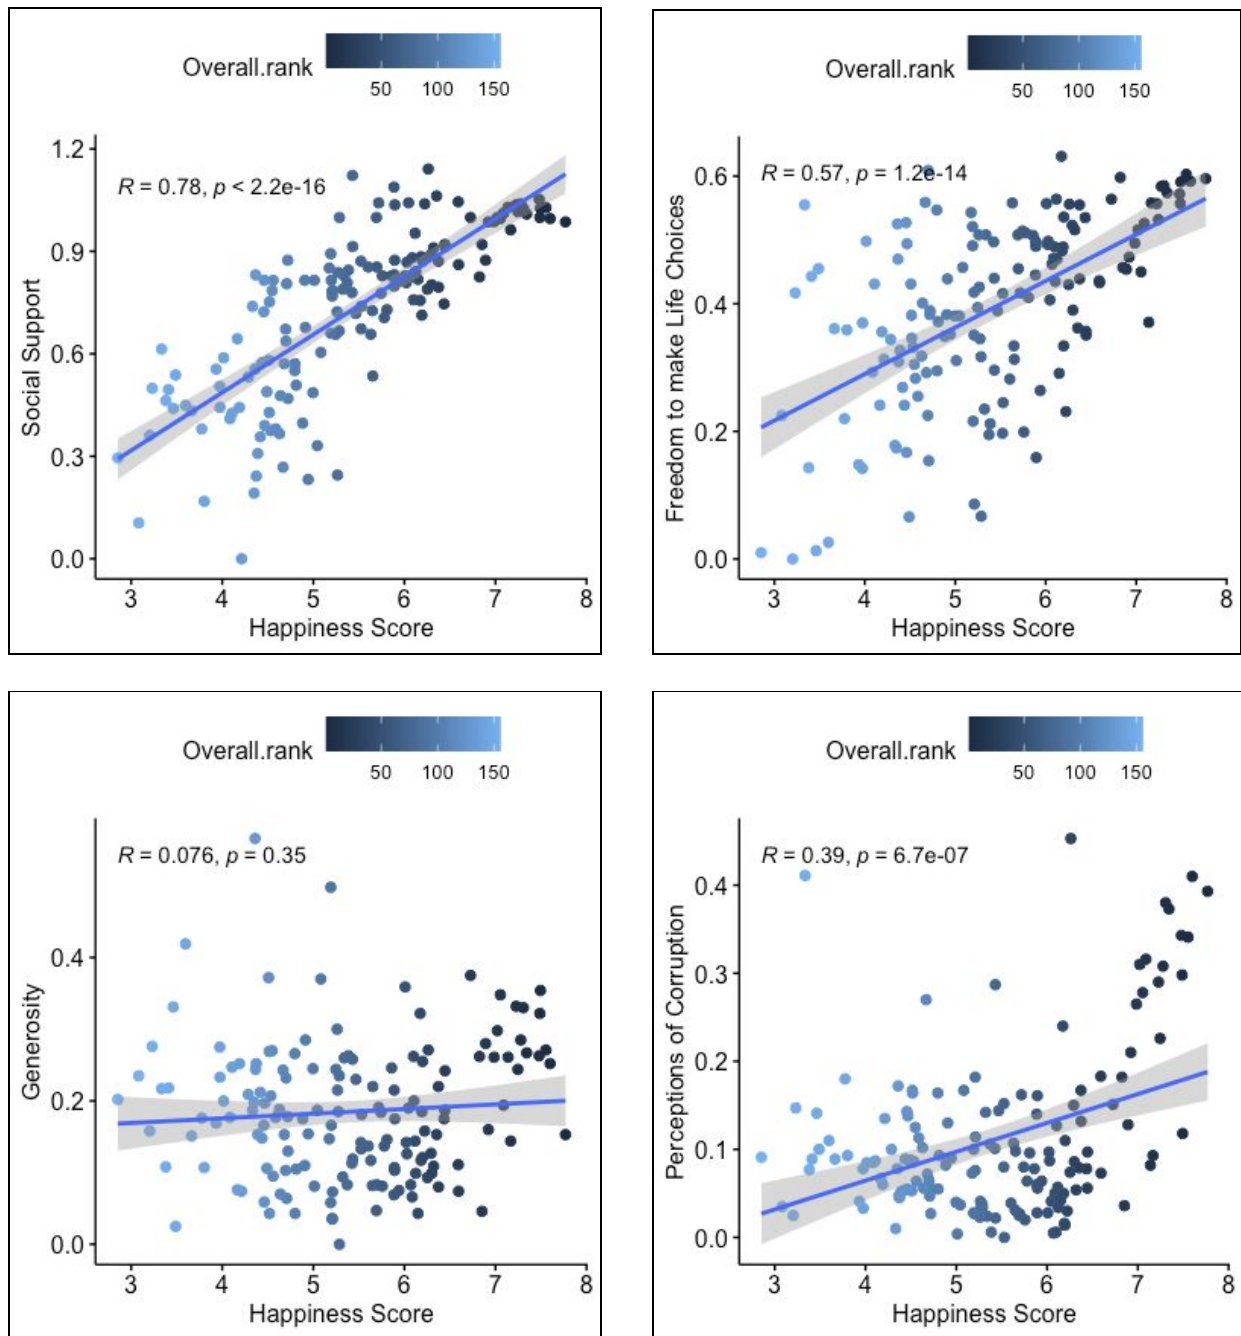 Overall.rank
50 100 150
1.2
R = 0.78, p < 2.2e-16
0.9
0.6
0.3
0.0
Social Support
3 4 5 6 7 8
Happiness Score
Overall.rank
50 100 150
0.6
R = 0.57, p = 1.2e-14
0.4
0.2
0.0
Freedom to make Life Choices
3 4 5 6 7 8
Happiness Score
Overall.rank
50 100 150
R = 0.076, p = 0.35
0.4
0.2
0.0
Generosity
3 4 5 6 7 8
Happiness Score
Overall.rank
50 100 150
R = 0.39, p = 6.7e-07
0.4
0.3
0.2
0.1
0.0
Perceptions of Corruption
3 4 5 6 7 8
Happiness Score